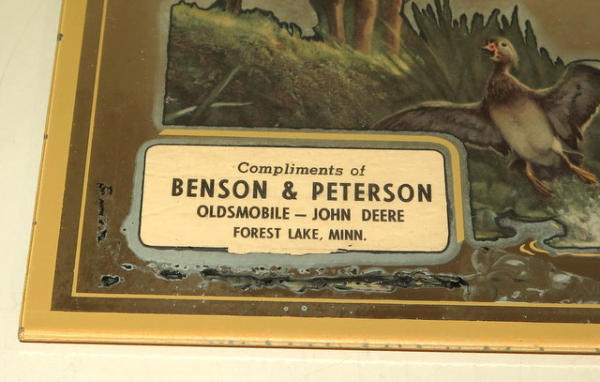 Compliments of
BENSON & PETERSON
OLDSMOBILE — JOHN DEERE
FOREST LAKE, MINN.